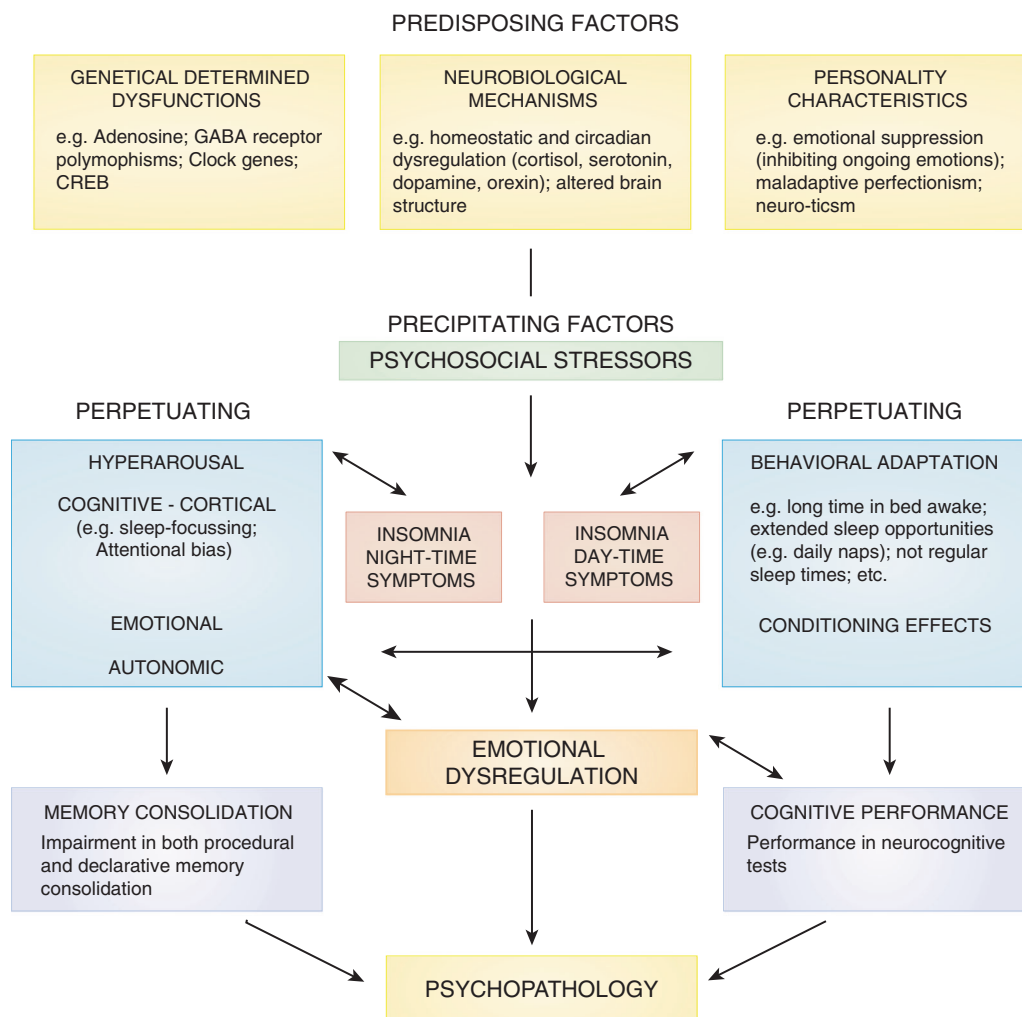 PREDISPOSING FACTORS
GENETICAL DETERMINED
DYSFUNCTIONS
e.g. Adenosine; GABA receptor
polymophisms; Clock genes;
CREB
NEUROBIOLOGICAL
MECHANISMS
e.g. homeostatic and circadian
dysregulation (cortisol, serotonin,
dopamine, orexin); altered brain
structure
PERSONALITY
CHARACTERISTICS
e.g. emotional suppression
(inhibiting ongoing emotions);
maladaptive perfectionism;
neuro-ticsm
PRECIPITATING FACTORS
PSYCHOSOCIAL STRESSORS
PERPETUATING
HYPERAROUSAL
COGNITIVE - CORTICAL
(e.g. sleep-focussing;
Attentional bias)
EMOTIONAL
AUTONOMIC
INSOMNIA
NIGHT-TIME
SYMPTOMS
INSOMNIA
DAY-TIME
SYMPTOMS
PERPETUATING
BEHAVIORAL ADAPTATION
e.g. long time in bed awake;
extended sleep opportunities
(e.g. daily naps); not regular
sleep times; etc.
CONDITIONING EFFECTS
EMOTIONAL
DYSREGULATION
MEMORY CONSOLIDATION
Impairment in both procedural
and declarative memory
consolidation
COGNITIVE PERFORMANCE
Performance in neurocognitive
tests
PSYCHOPATHOLOGY